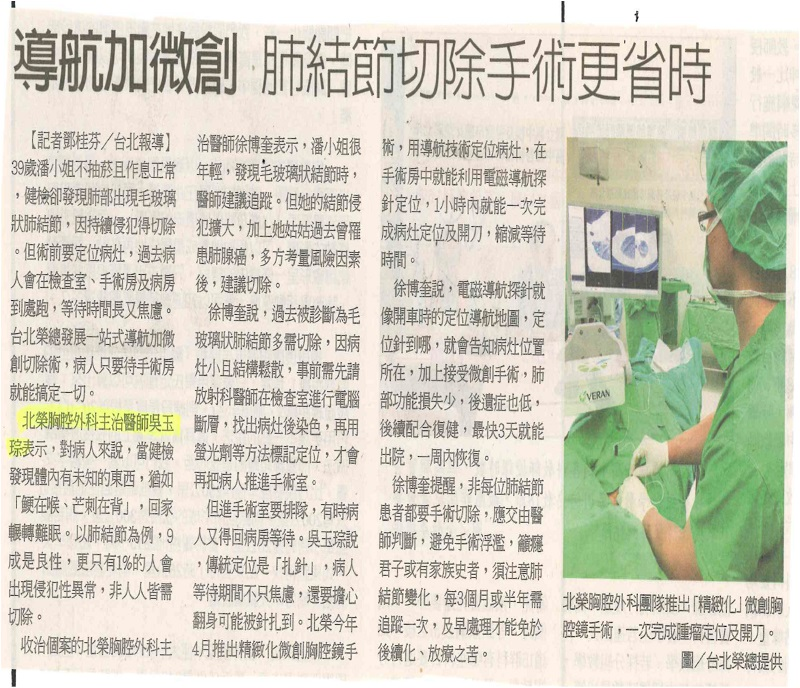 導航加微創 肺結節切除手術更省時
【記者鄧桂芬／台北報導】
39歲潘小姐不抽菸且作息正常
，健檢卻發現肺部出現毛玻璃
狀肺結節，因持續侵犯得切除
。但術前要定位病灶，過去病
人會在檢查室、手術房及病房
到處跑，等待時間長又焦慮。
台北榮總發展一站式導航加微
創切除術，病人只要待手術房
就能搞定一切。
北榮胸腔外科主治醫師吳玉
琮表示，對病人來說，當健檢
發現體內有未知的東西，猶如
「鯁在喉、芒刺在背」，回家
輾轉難眠。以肺結節為例，9
成是良性，更只有1%的人會
出現侵犯性異常，非人人皆需
切除。
收治個案的北榮胸腔外科主
治醫師徐博奎表示，潘小姐很
年輕，發現毛玻璃狀結節時，
醫師建議追蹤。但她的結節侵
犯擴大，加上她姑姑過去曾罹
患肺腺癌，多方考量風險因素
後，建議切除。
徐博奎說，過去被診斷為毛
玻璃狀肺結節多需切除，因病
灶小且結構鬆散，事前需先請
放射科醫師在檢查室進行電腦
斷層，找出病灶後染色，再用
螢光劑等方法標記定位，才會
再把病人推進手術室。
但進手術室要排隊，有時病
人又得回病房等待。吳玉琮說
，傳統定位是「扎針」，病人
等待期間不只焦慮，還要擔心
翻身可能被針扎到。北榮今年
4月推出精緻化微創胸腔鏡手
術，用導航技術定位病灶，在
手術房中就能利用電磁導航探
針定位，1小時內就能一次完
成病灶定位及開刀，縮減等待
時間。
徐博奎說，電磁導航探針就
像開車時的定位導航地圖，定
位針到哪，就會告知病灶位置
所在，加上接受微創手術，肺
部功能損失少，後遺症也低，
後續配合復健，最快3天就能
出院，一周內恢復。
徐博奎提醒，非每位肺結節
患者都要手術切除，應交由醫
師判斷，避免手術浮濫，籲癮
君子或有家族史者，須注意肺
結節變化，每3個月或半年需
追蹤一次，及早處理才能免於
後續化、放療之苦。
VERAN
北榮胸腔外科團隊推出「精緻化」微創胸
腔鏡手術，一次完成腫瘤定位及開刀。
圖／台北榮總提供